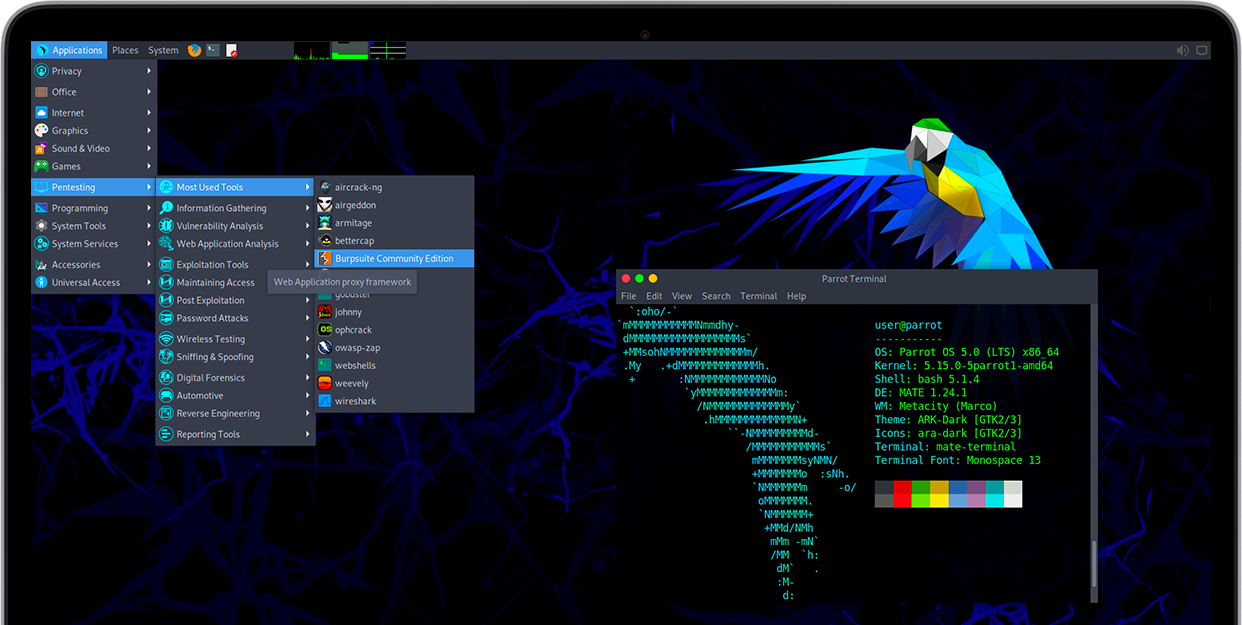 Applications Places System
Privacy
Office
Internet
Graphics
Sound & Video
Games
Pentesting
Programming
System Tools
System Services
Accessories
Universal Access
Most Used Tools
Information Gathering
Vulnerability Analysis
Web Application Analysis
Exploitation Tools
Maintaining Access
Post Exploitation
Password Attacks
Wireless Testing
Sniffing & Spoofing
Digital Forensics
Automotive
Reverse Engineering
Reporting Tools
aircrack-ng
airgeddon
armitage
bettercap
Burpsuite Community Edition
Web Application proxy framework
gobuster
johnny
ophcrack
owasp-zap
webshells
weevely
wireshark
Parrot Terminal
File Edit View Search Terminal Help
`:oho/-`
`mMMMMMMMMMMMNmmdhy-
dMMMMMMMMMMMMMMMMMMs`
+MMsohNMMMMMMMMMMMMMm/
.My .+dMMMMMMMMMMMMMh.
+ :NMMMMMMMMMMMMNo
`yMMMMMMMMMMMMMm:
/NMMMMMMMMMMMMMy`
.hMMMMMMMMMMMMMN+
``-NMMMMMMMMMd-
/MMMMMMMMMMMs`
mMMMMMMMsyNMN/
+MMMMMMMo :sNh.
`NMMMMMMm -o/
oMMMMMMM.
`NMMMMMM+
+MMd/NMh
mMm -mN`
/MM `h:
dM` .
:M-
d:
user@parrot
-----------
OS: Parrot OS 5.0 (LTS) x86_64
Kernel: 5.15.0-5parrot1-amd64
Shell: bash 5.1.4
DE: MATE 1.24.1
WM: Metacity (Marco)
Theme: ARK-Dark [GTK2/3]
Icons: ara-dark [GTK2/3]
Terminal: mate-terminal
Terminal Font: Monospace 13